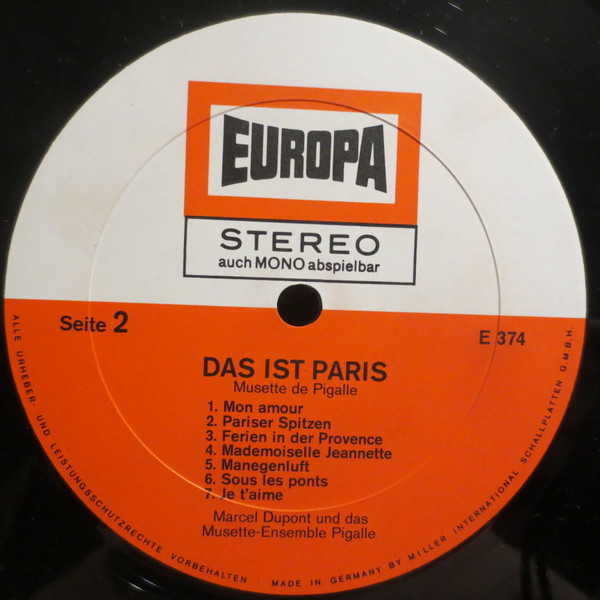 EUROPA
STEREO
auch MONO abspielbar
Seite 2
E 374
DAS IST PARIS
Musette de Pigalle
1. Mon amour
2. Pariser Spitzen
3. Ferien in der Provence
4. Mademoiselle Jeannette
5. Manegenluft
6. Sous les ponts
7. Je t'aime
Marcel Dupont und das
Musette-Ensemble Pigalle
ALLE URHEBER- UND LEISTUNGSSCHUTZRECHTE VORBEHALTEN · MADE IN GERMANY BY MILLER INTERNATIONAL SCHALLPLATTEN G.M.B.H.